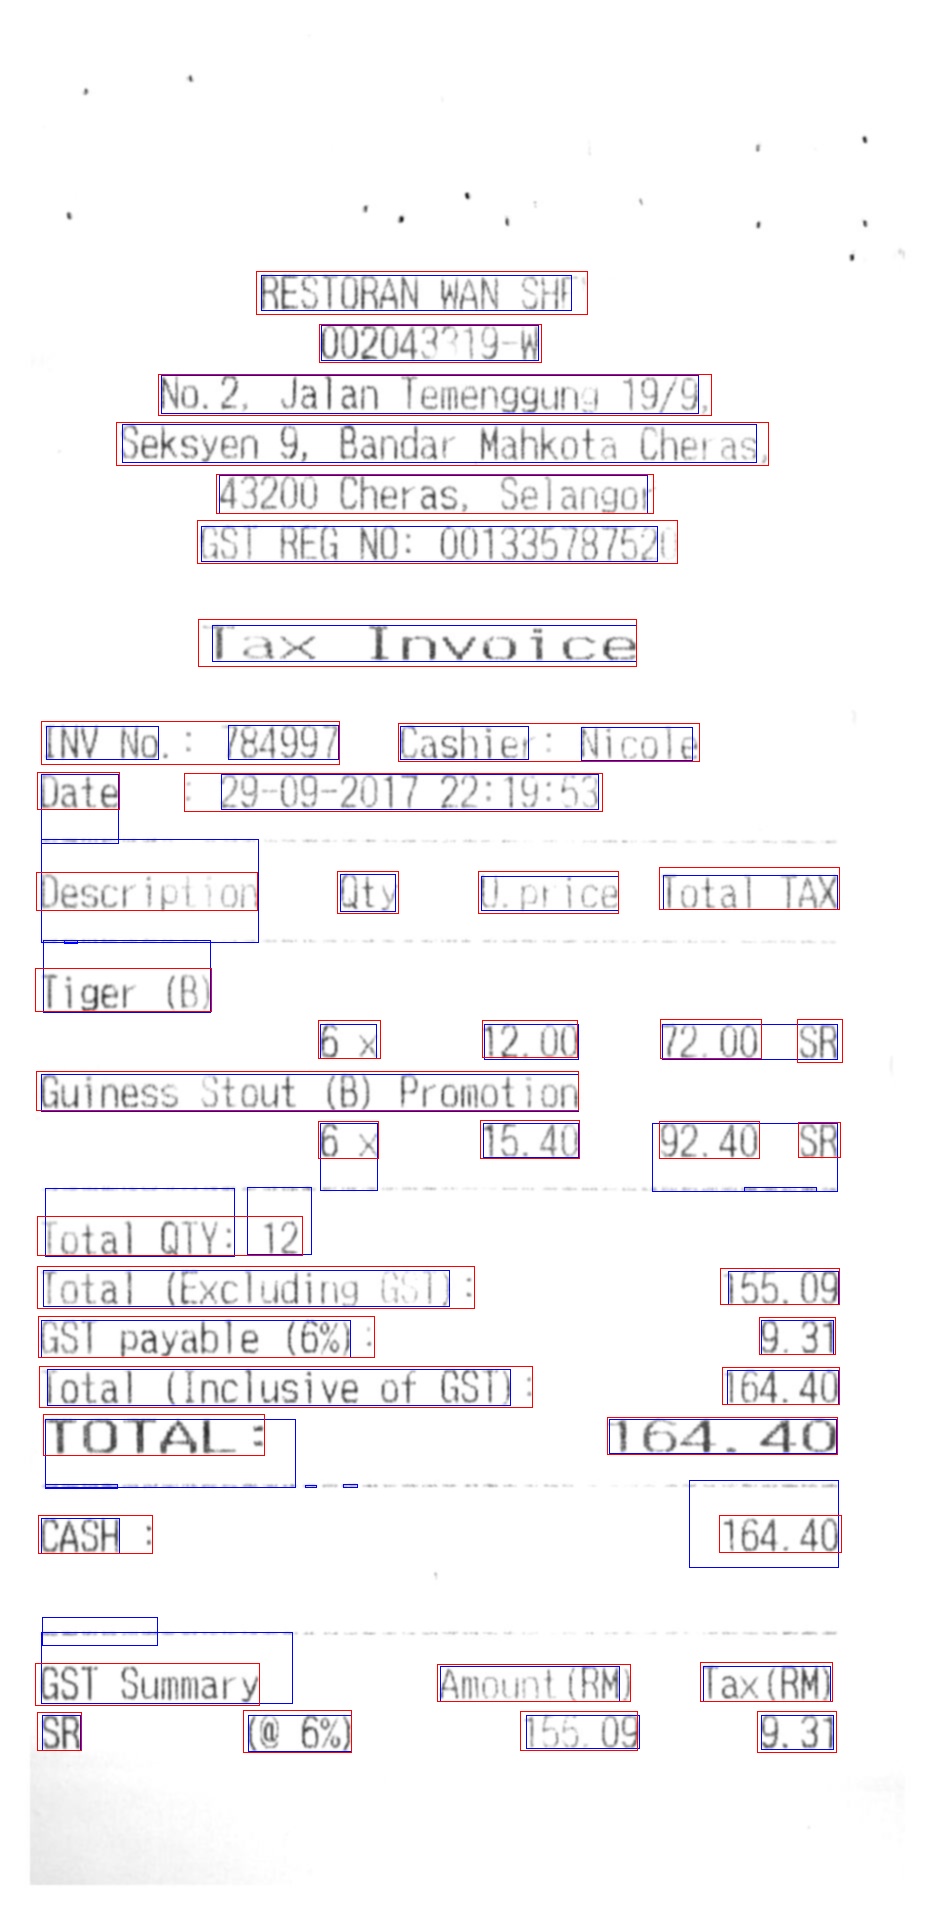 RESTORAN WAN
002043319-W
No.2, Jalan Temenggung 19/9,
Seksyen 9, Bandar Mahkota Cheras,
43200 Cheras, Selangor
GST REG NO: 001335787520
Tax Invoice
INV No.: 784997 Cashier: Nicole
Date : 29-09-2017 22:19:53
Description Qty U.price Total TAX
Tiger (B)
6 x 12.00 72.00 SR
Guiness Stout (B) Promotion
6 x 15.40 92.40 SR
Total QTY: 12
Total (Excluding GST): 155.09
GST payable (6%) : 9.31
Total (Inclusive of GST) : 164.40
TOTAL: 164.40
CASH : 164.40
GST Summary Amount(RM) Tax(RM)
SR (@ 6%) 155.09 9.31